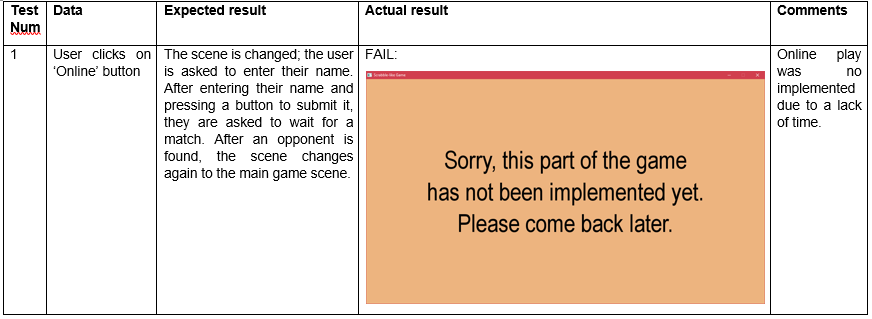 Test Num
Data
Expected result
Actual result
Comments
1
User clicks on
‘Online’ button
The scene is changed; the user
is asked to enter their name.
After entering their name and
pressing a button to submit it,
they are asked to wait for a
match. After an opponent is
found, the scene changes
again to the main game scene.
FAIL:
Sorry, this part of the game
has not been implemented yet.
Please come back later.
Online play
was no
implemented
due to a lack
of time.